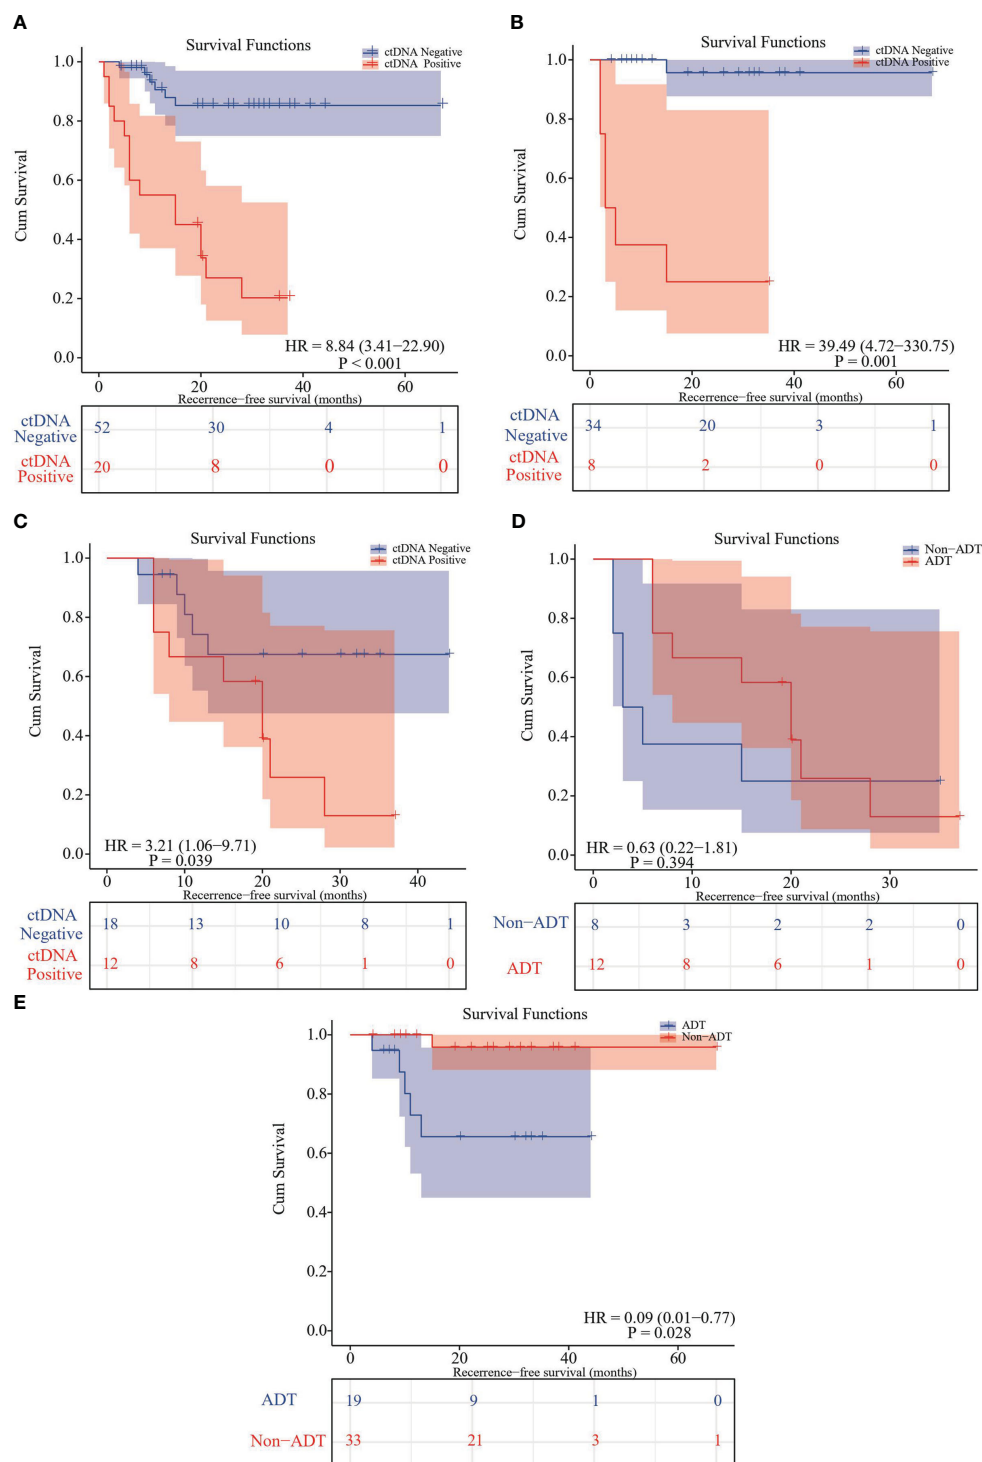 A
Survival Functions
ctDNA Negative
ctDNA Positive
Cum Survival
1.0
0.8
0.6
0.4
0.2
0.0
HR = 8.84 (3.41−22.90)
P < 0.001
0 20 40 60
Recerrence−free survival (months)
ctDNA
Negative
52 30 4 1
ctDNA
Positive
20 8 0 0
B
Survival Functions
ctDNA Negative
ctDNA Positive
Cum Survival
1.0
0.8
0.6
0.4
0.2
0.0
HR = 39.49 (4.72−330.75)
P = 0.001
0 20 40 60
Recerrence−free survival (months)
ctDNA
Negative
34 20 3 1
ctDNA
Positive
8 2 0 0
C
Survival Functions
ctDNA Negative
ctDNA Positive
Cum Survival
1.0
0.8
0.6
0.4
0.2
0.0
HR = 3.21 (1.06−9.71)
P = 0.039
0 10 20 30 40
Recerrence−free survival (months)
ctDNA
Negative
18 13 10 8 1
ctDNA
Positive
12 8 6 1 0
D
Survival Functions
Non−ADT
ADT
Cum Survival
1.0
0.8
0.6
0.4
0.2
0.0
HR = 0.63 (0.22−1.81)
P = 0.394
0 10 20 30
Recerrence−free survival (months)
Non−ADT 8 3 2 2 0
ADT 12 8 6 1 0
E
Survival Functions
ADT
Non−ADT
Cum Survival
1.0
0.8
0.6
0.4
0.2
0.0
HR = 0.09 (0.01−0.77)
P = 0.028
0 20 40 60
Recerrence−free survival (months)
ADT 19 9 1 0
Non−ADT 33 21 3 1